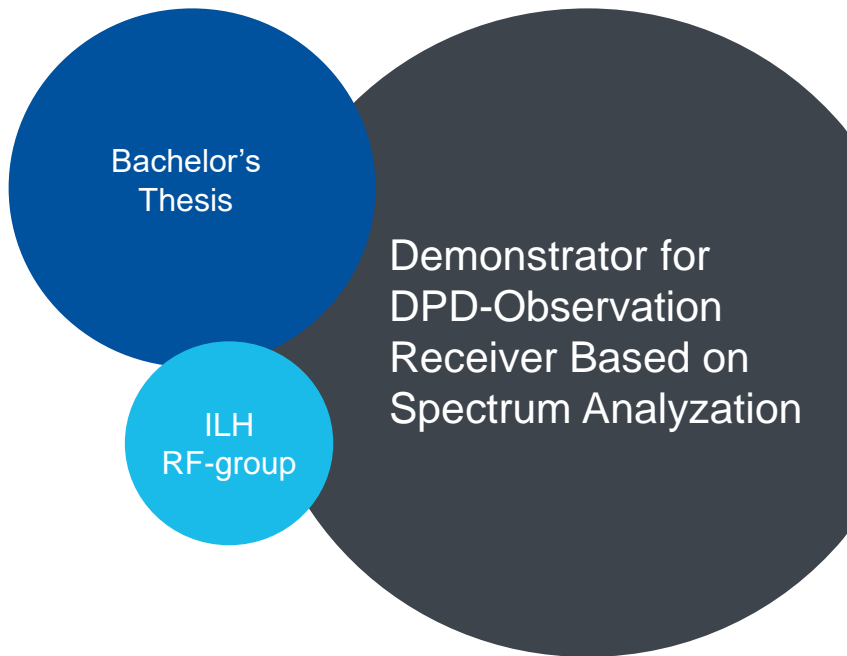 Bachelor's
Thesis
Demonstrator for
DPD-Observation
Receiver Based on
Spectrum Analyzation
ILH
RF-group